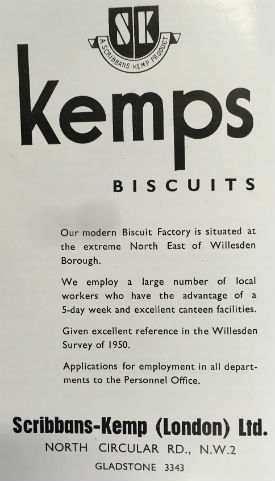 SK
A SCRIBBANS-KEMP PRODUCT
kemps
BISCUITS
Our modern Biscuit Factory is situated at
the extreme North East of Willesden
Borough.
We employ a large number of local
workers who have the advantage of a
5-day week and excellent canteen facilities.
Given excellent reference in the Willesden
Survey of 1950.
Applications for employment in all depart-
ments to the Personnel Office.
Scribbans-Kemp (London) Ltd.
NORTH CIRCULAR RD., N.W.2
GLADSTONE 3343